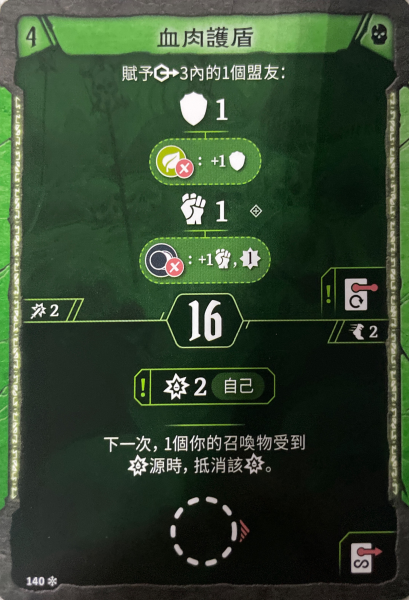 4 血肉護盾
賦予3內的1個盟友:
1
: +1
1
: +1, 1
2
16
2
! 2 自己
下一次, 1個你的召喚物受到
源時, 抵消該。
S
140